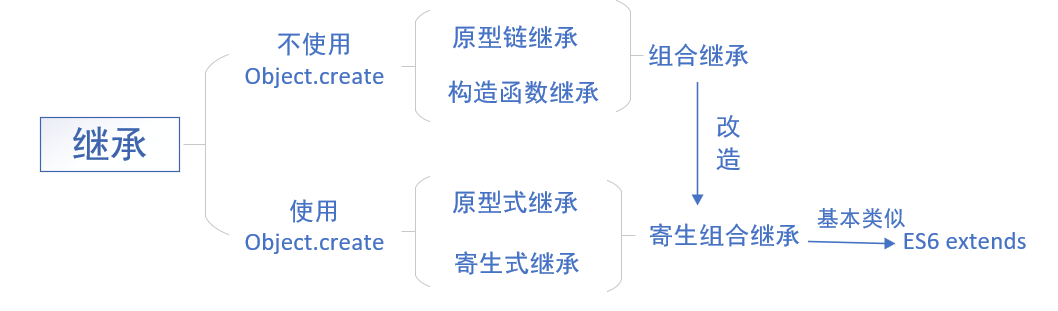 继承
不使用
Object.create
原型链继承
构造函数继承
组合继承
改
造
使用
Object.create
原型式继承
寄生式继承
寄生组合继承
基本类似
ES6 extends